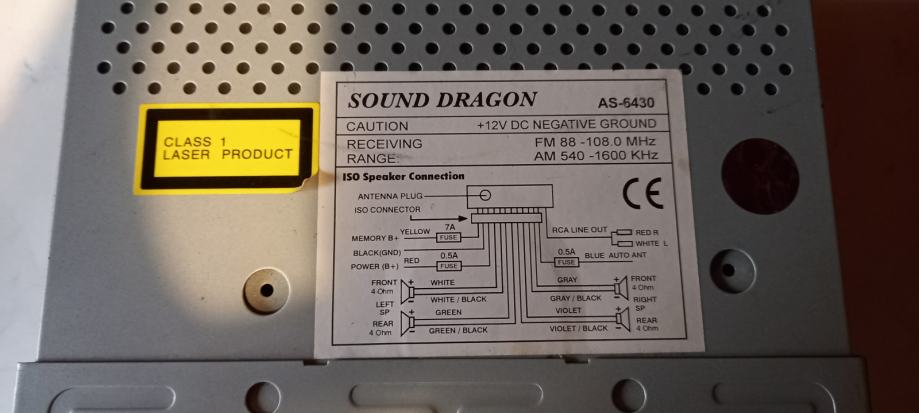 SOUND DRAGON AS-6430
CAUTION +12V DC NEGATIVE GROUND
RECEIVING FM 88 -108.0 MHz
RANGE: AM 540 -1600 KHz
CLASS 1
LASER PRODUCT
ISO Speaker Connection
CE
ANTENNA PLUG
ISO CONNECTOR
MEMORY B+ YELLOW 7A FUSE
BLACK(GND)
POWER (B+) RED 0.5A FUSE
RCA LINE OUT RED R
WHITE L
0.5A FUSE BLUE AUTO ANT
FRONT 4 Ohm + WHITE
- WHITE / BLACK
LEFT SP
REAR 4 Ohm + GREEN
- GREEN / BLACK
GRAY + FRONT 4 Ohm
GRAY / BLACK -
RIGHT SP
VIOLET + REAR 4 Ohm
VIOLET / BLACK -